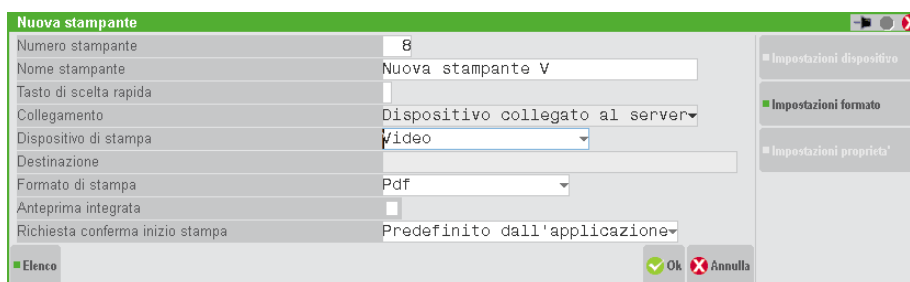 Nuova stampante
Numero stampante 8
Nome stampante Nuova stampante V
Tasto di scelta rapida
Collegamento Dispositivo collegato al server
Dispositivo di stampa Video
Destinazione
Formato di stampa Pdf
Anteprima integrata
Richiesta conferma inizio stampa Predefinito dall'applicazione
Impostazioni dispositivo
Impostazioni formato
Impostazioni proprieta'
Elenco
Ok Annulla